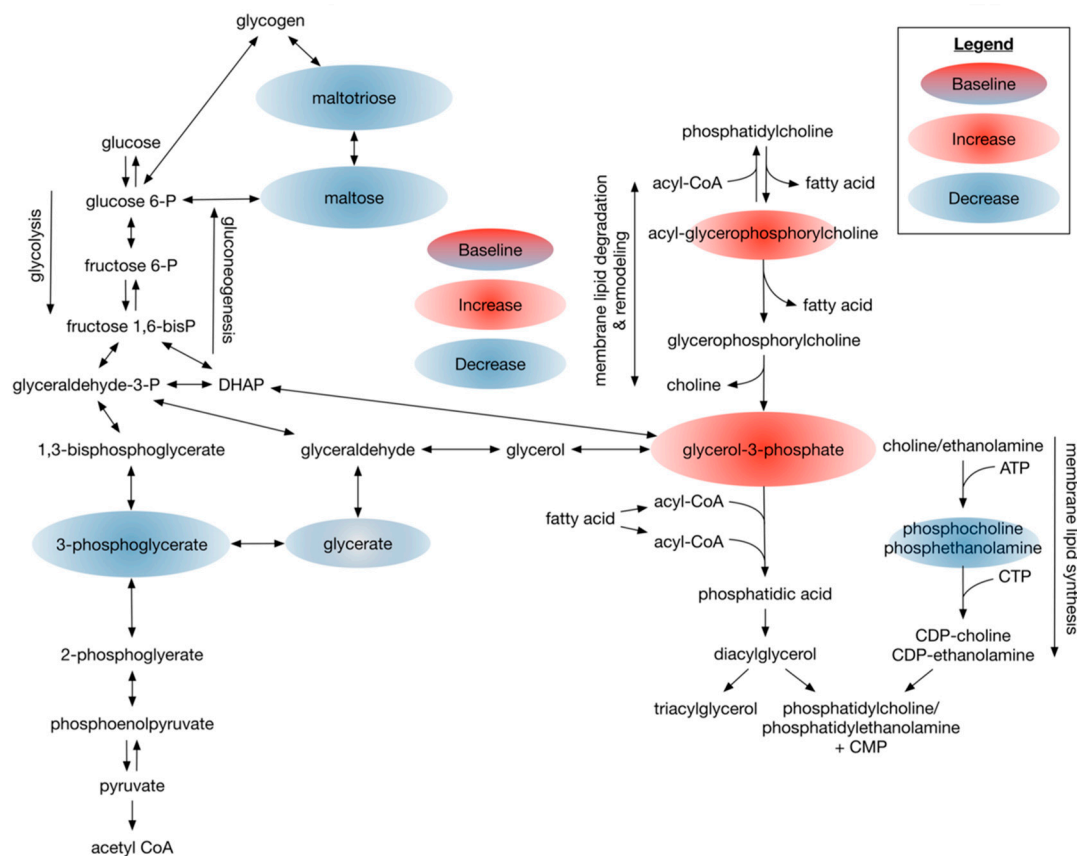 glycogen
maltotriose
glucose
glucose 6-P
maltose
glycolysis
gluconeogenesis
fructose 6-P
fructose 1,6-bisP
glyceraldehyde-3-P
DHAP
1,3-bisphosphoglycerate
glyceraldehyde
glycerol
3-phosphoglycerate
glycerate
2-phosphoglyerate
phosphoenolpyruvate
pyruvate
acetyl CoA
Baseline
Increase
Decrease
phosphatidylcholine
acyl-CoA
fatty acid
acyl-glycerophosphorylcholine
membrane lipid degradation
& remodeling
fatty acid
glycerophosphorylcholine
choline
glycerol-3-phosphate
fatty acid
acyl-CoA
acyl-CoA
phosphatidic acid
diacylglycerol
triacylglycerol
phosphatidylcholine/
phosphatidylethanolamine
+ CMP
choline/ethanolamine
ATP
phosphocholine
phosphethanolamine
CTP
CDP-choline
CDP-ethanolamine
membrane lipid synthesis
Legend
Baseline
Increase
Decrease